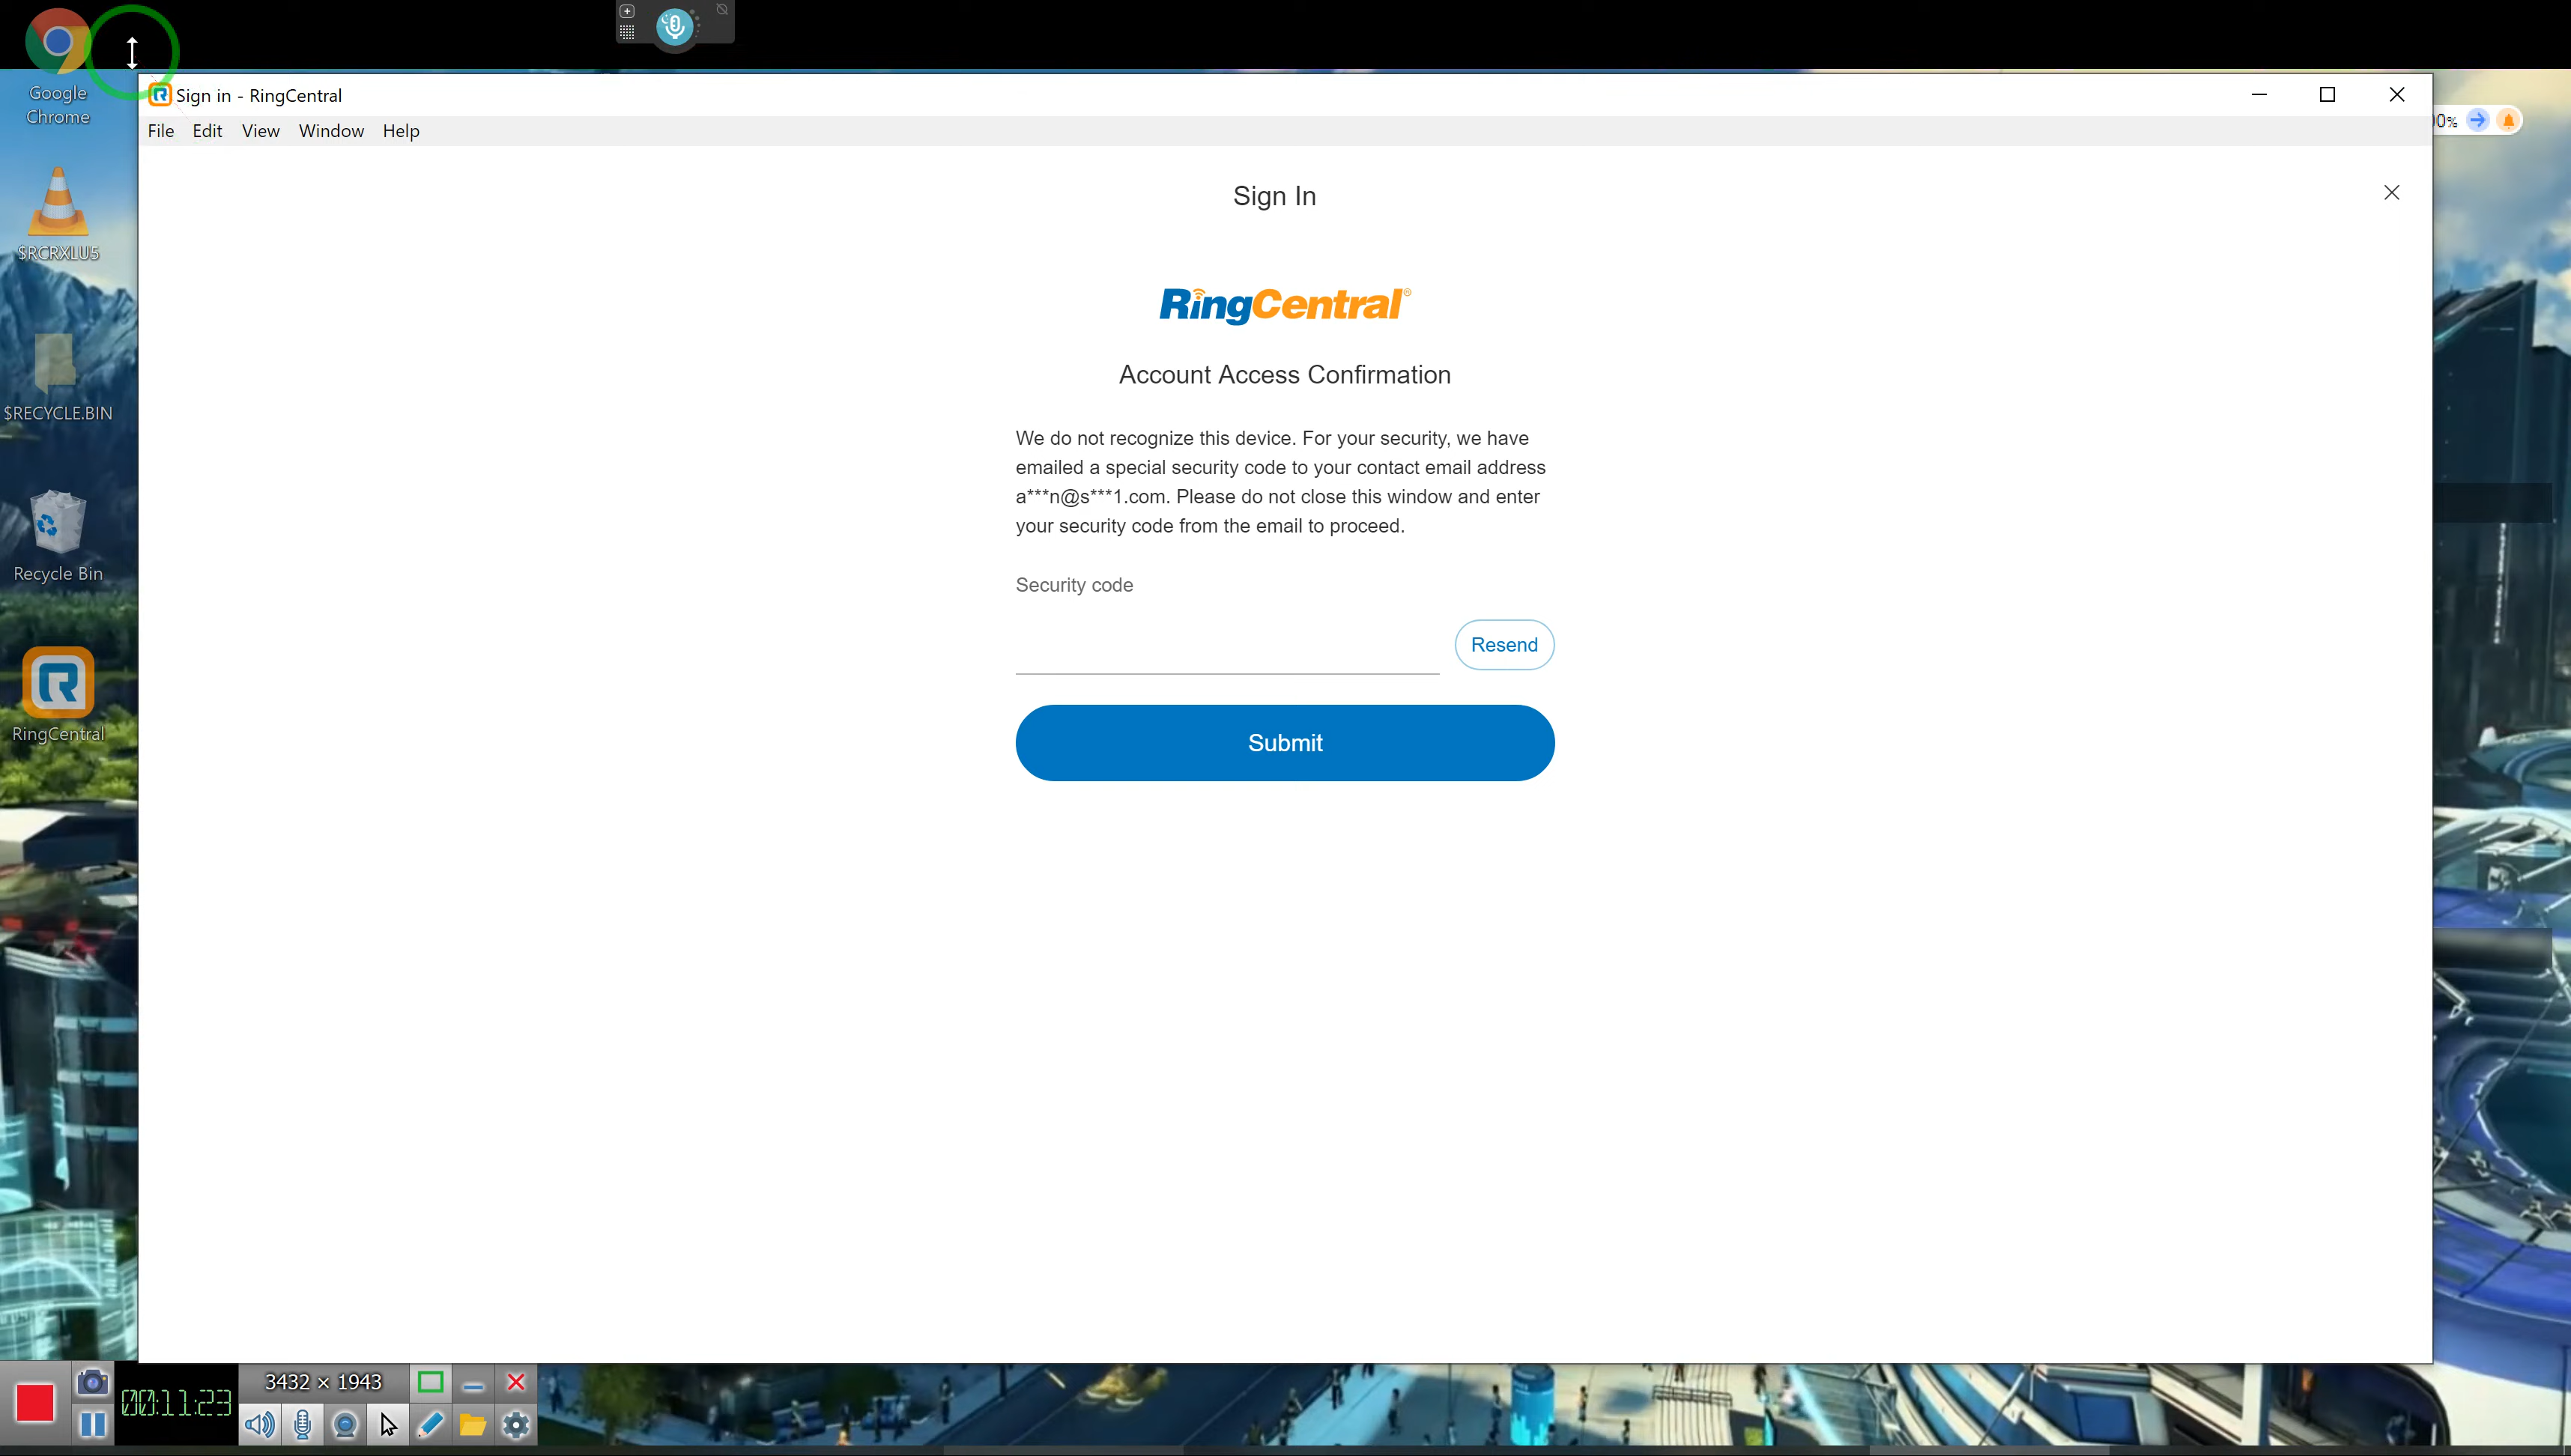 Google
Chrome
$RCRXLU5
$RECYCLE.BIN
Recycle Bin
RingCentral
Sign in - RingCentral
File Edit View Window Help
0%
Sign In
RingCentral®
Account Access Confirmation
We do not recognize this device. For your security, we have
emailed a special security code to your contact email address
a***n@s***1.com. Please do not close this window and enter
your security code from the email to proceed.
Security code
Resend
Submit
00:11:23
3432 × 1943